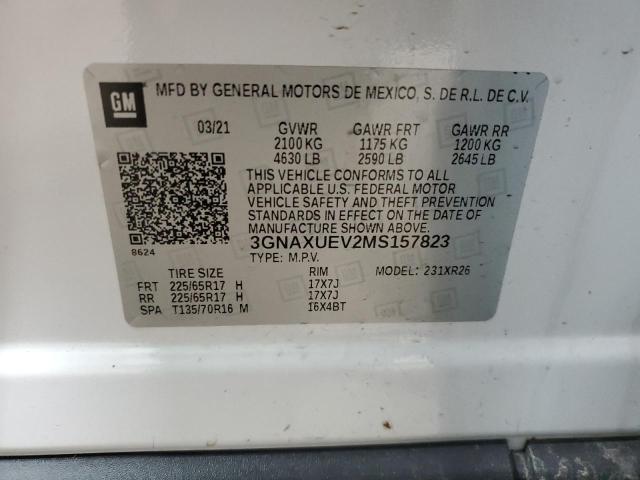 GM MFD BY GENERAL MOTORS DE MEXICO, S. DE R.L. DE C.V.
03/21 GVWR GAWR FRT GAWR RR
2100 KG 1175 KG 1200 KG
4630 LB 2590 LB 2645 LB
THIS VEHICLE CONFORMS TO ALL
APPLICABLE U.S. FEDERAL MOTOR
VEHICLE SAFETY AND THEFT PREVENTION
STANDARDS IN EFFECT ON THE DATE OF
MANUFACTURE SHOWN ABOVE.
3GNAXUEV2MS157823
8624
TYPE: M.P.V.
TIRE SIZE RIM MODEL: 231XR26
FRT 225/65R17 H 17X7J
RR 225/65R17 H 17X7J
SPA T135/70R16 M 16X4BT